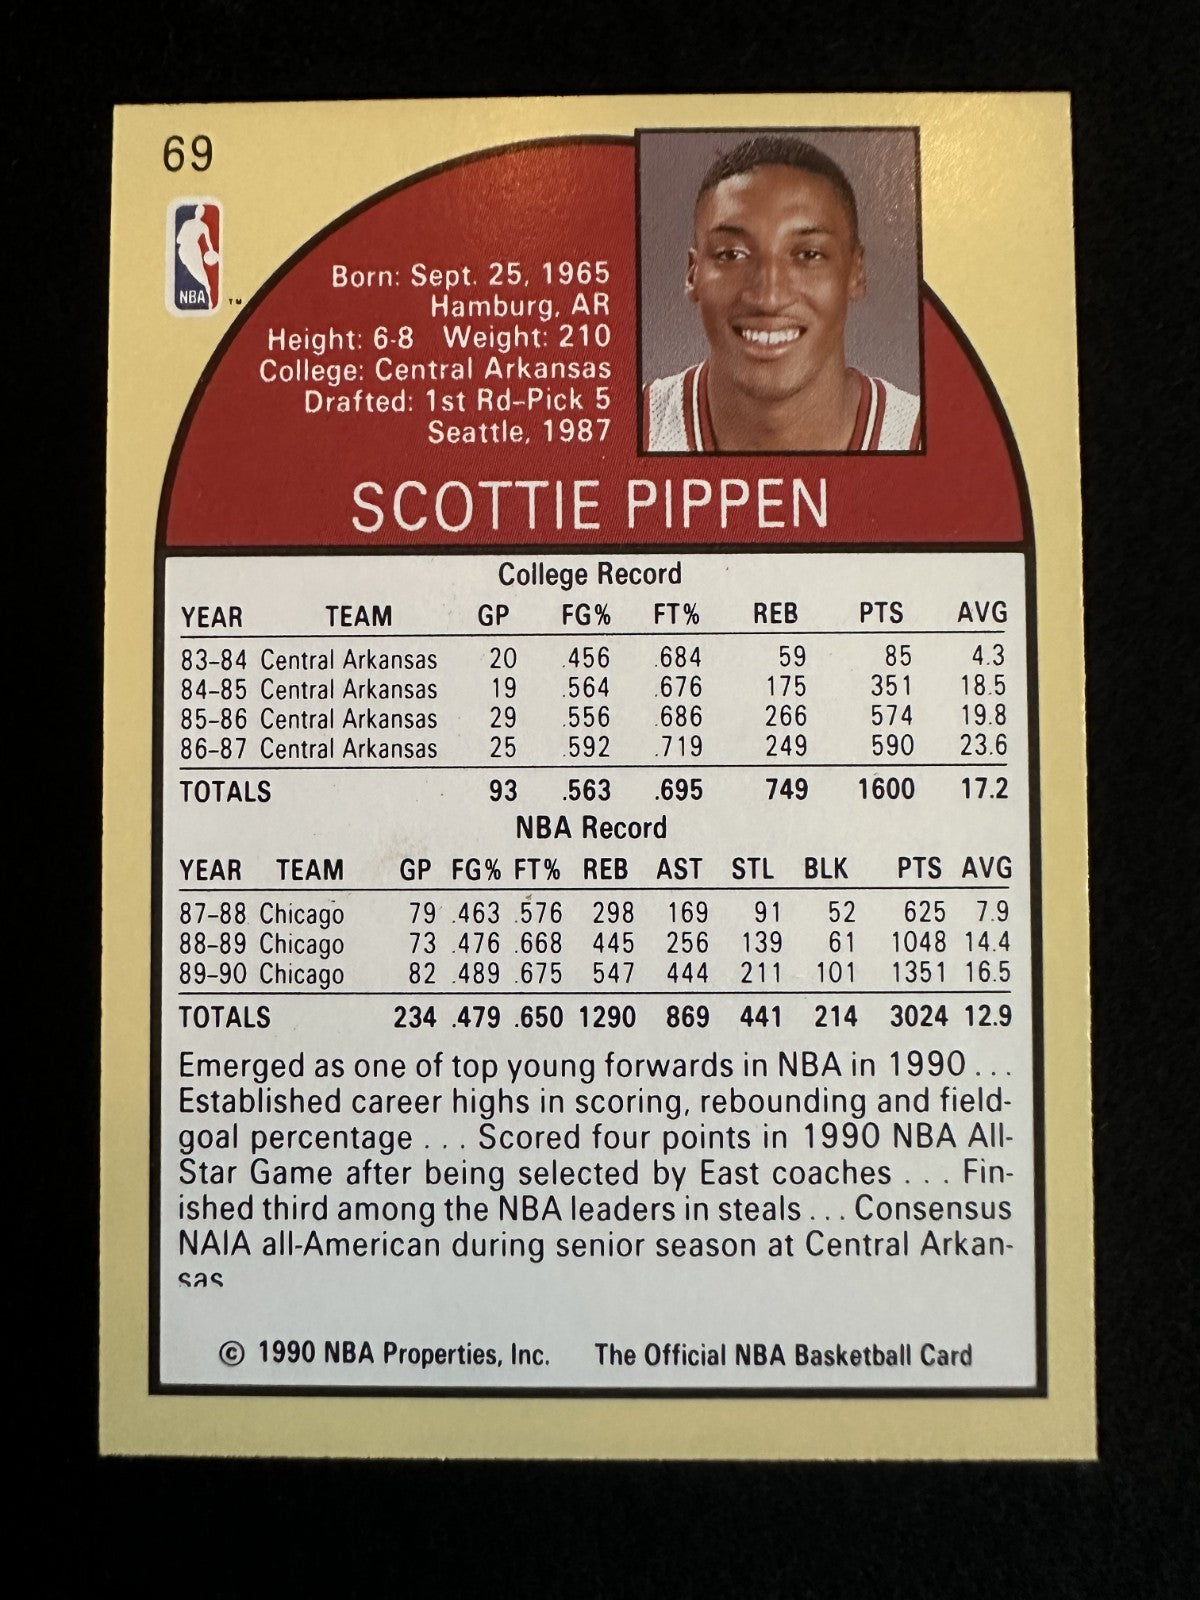 69
NBA
TM
Born: Sept. 25, 1965
Hamburg, AR
Height: 6-8 Weight: 210
College: Central Arkansas
Drafted: 1st Rd-Pick 5
Seattle, 1987
SCOTTIE PIPPEN
College Record
YEAR TEAM GP FG% FT% REB PTS AVG
83-84 Central Arkansas 20 .456 .684 59 85 4.3
84-85 Central Arkansas 19 .564 .676 175 351 18.5
85-86 Central Arkansas 29 .556 .686 266 574 19.8
86-87 Central Arkansas 25 .592 .719 249 590 23.6
TOTALS 93 .563 .695 749 1600 17.2
NBA Record
YEAR TEAM GP FG% FT% REB AST STL BLK PTS AVG
87-88 Chicago 79 .463 .576 298 169 91 52 625 7.9
88-89 Chicago 73 .476 .668 445 256 139 61 1048 14.4
89-90 Chicago 82 .489 .675 547 444 211 101 1351 16.5
TOTALS 234 .479 .650 1290 869 441 214 3024 12.9
Emerged as one of top young forwards in NBA in 1990 . . .
Established career highs in scoring, rebounding and field-
goal percentage . . . Scored four points in 1990 NBA All-
Star Game after being selected by East coaches . . . Fin-
ished third among the NBA leaders in steals . . . Consensus
NAIA all-American during senior season at Central Arkan-
sas
© 1990 NBA Properties, Inc. The Official NBA Basketball Card